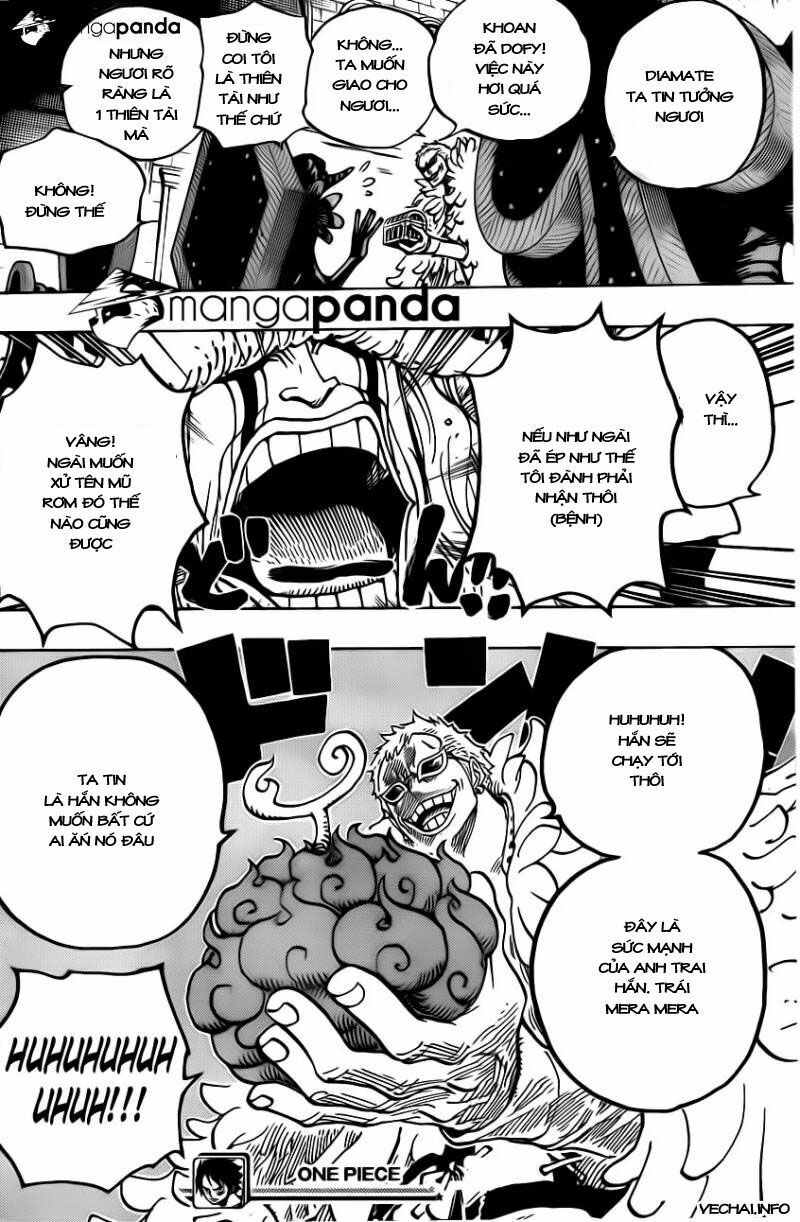 mangapanda
DIAMATE
TA TIN TƯỞNG
NGƯƠI
KHOAN
ĐÃ DOFY!
VIỆC NÀY
HƠI QUÁ
SỨC...
KHÔNG...
TA MUỐN
GIAO CHO
NGƯƠI...
ĐỪNG
COI TÔI
LÀ THIÊN
TÀI NHƯ
THẾ CHỨ
NHƯNG
NGƯƠI RÕ
RÀNG LÀ
1 THIÊN TÀI
MÀ
KHÔNG!
ĐỪNG THẾ
mangapanda
VẬY
THÌ...
NẾU NHƯ NGÀI
ĐÃ ÉP NHƯ THẾ
TÔI ĐÀNH PHẢI
NHẬN THÔI
(BỆNH)
VÂNG!
NGÀI MUỐN
XỬ TÊN MŨ
RƠM ĐÓ THẾ
NÀO CŨNG
ĐƯỢC
HUHUHUH!
HẮN SẼ
CHẠY TỚI
THÔI
ĐÂY LÀ
SỨC MẠNH
CỦA ANH TRAI
HẮN. TRÁI
MERA MERA
TA TIN
LÀ HẮN KHÔNG
MUỐN BẤT CỨ
AI ĂN NÓ ĐÂU
HUHUHUHUH
UHUH!!!
ONE PIECE
VECHAI.INFO